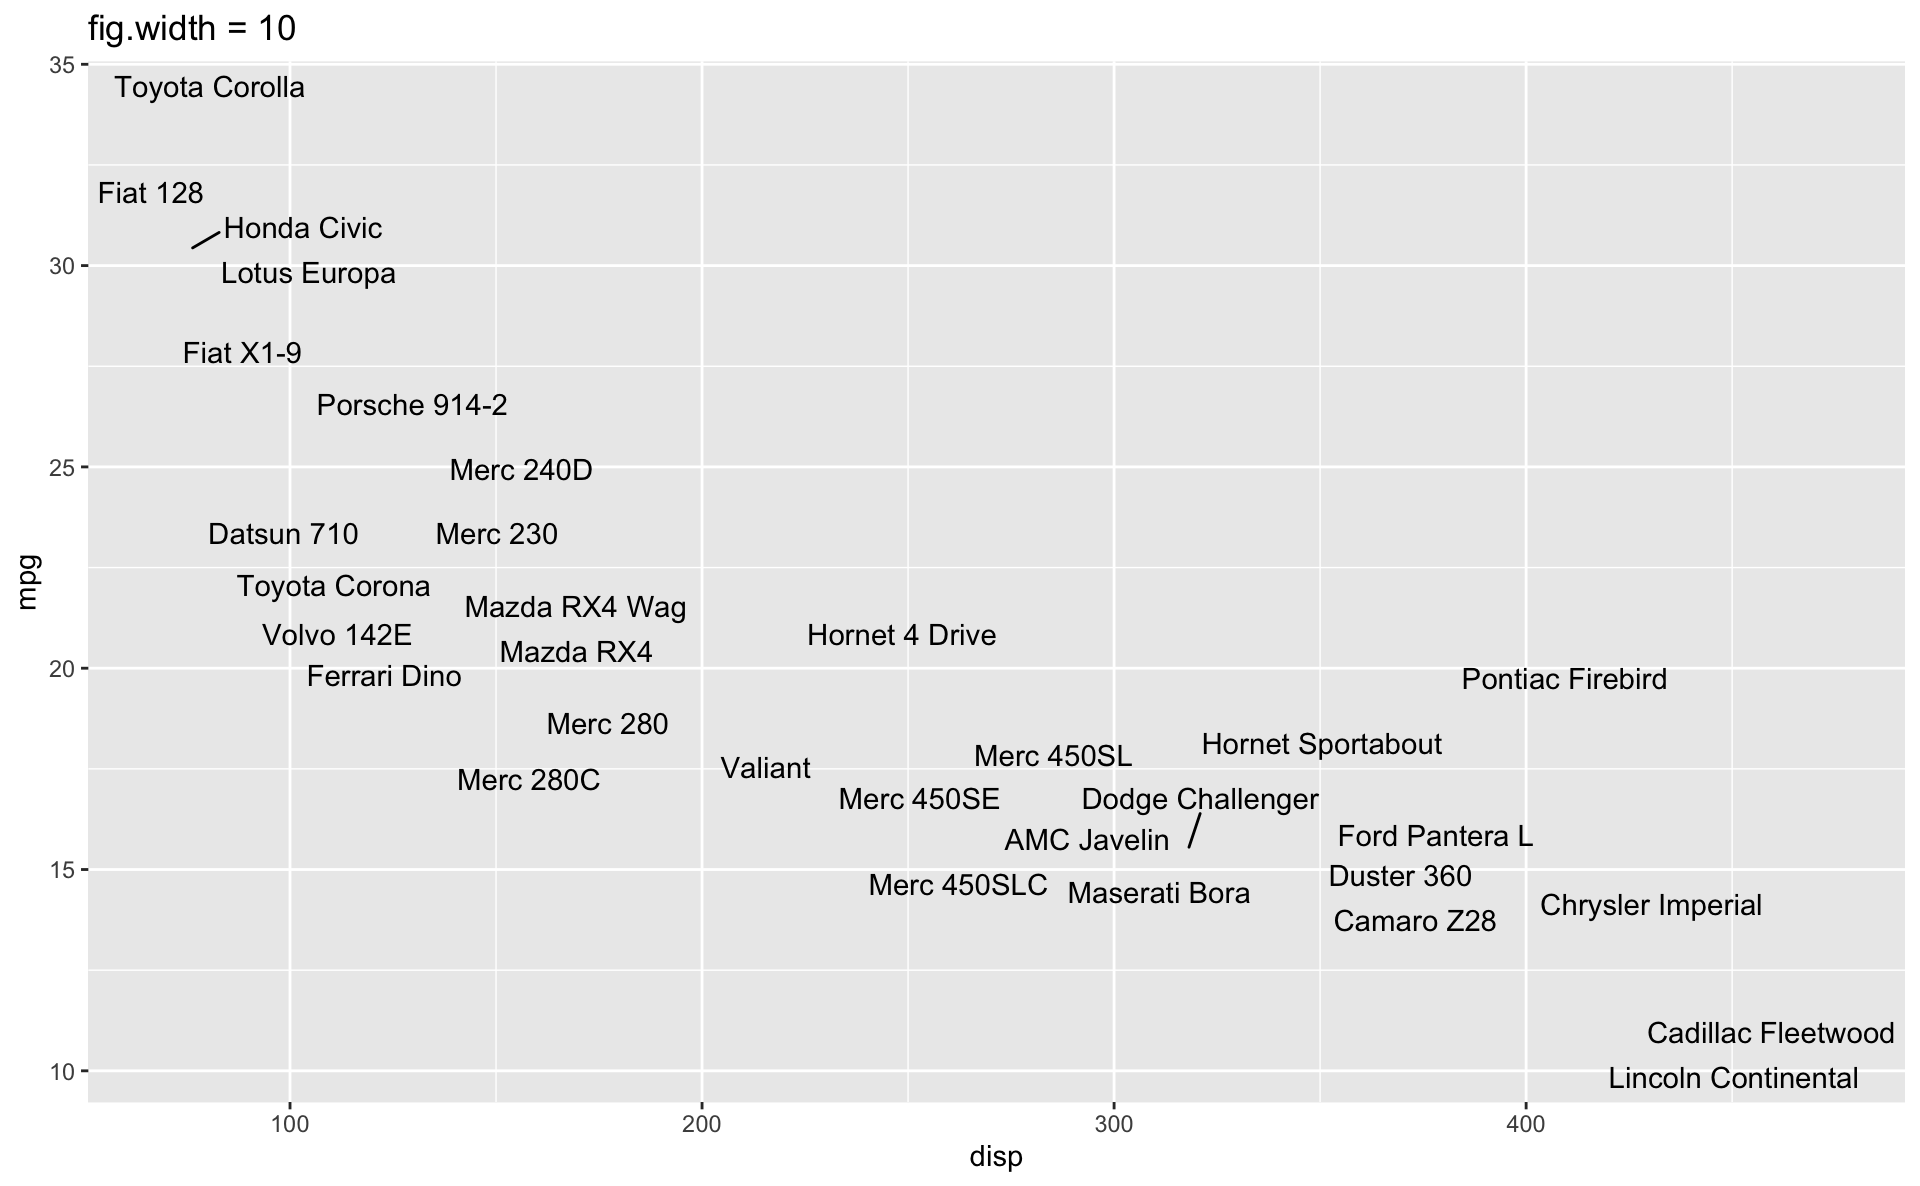 fig.width = 10
35
Toyota Corolla
Fiat 128
Honda Civic
30
Lotus Europa
Fiat X1-9
Porsche 914-2
25
Merc 240D
Datsun 710
Merc 230
mpg
Toyota Corona
Mazda RX4 Wag
Volvo 142E
Hornet 4 Drive
Mazda RX4
20
Ferrari Dino
Pontiac Firebird
Merc 280
Hornet Sportabout
Merc 450SL
Valiant
Merc 280C
Merc 450SE
Dodge Challenger
Ford Pantera L
AMC Javelin
15
Duster 360
Merc 450SLC
Maserati Bora
Chrysler Imperial
Camaro Z28
Cadillac Fleetwood
10
Lincoln Continental
100
200
300
400
disp